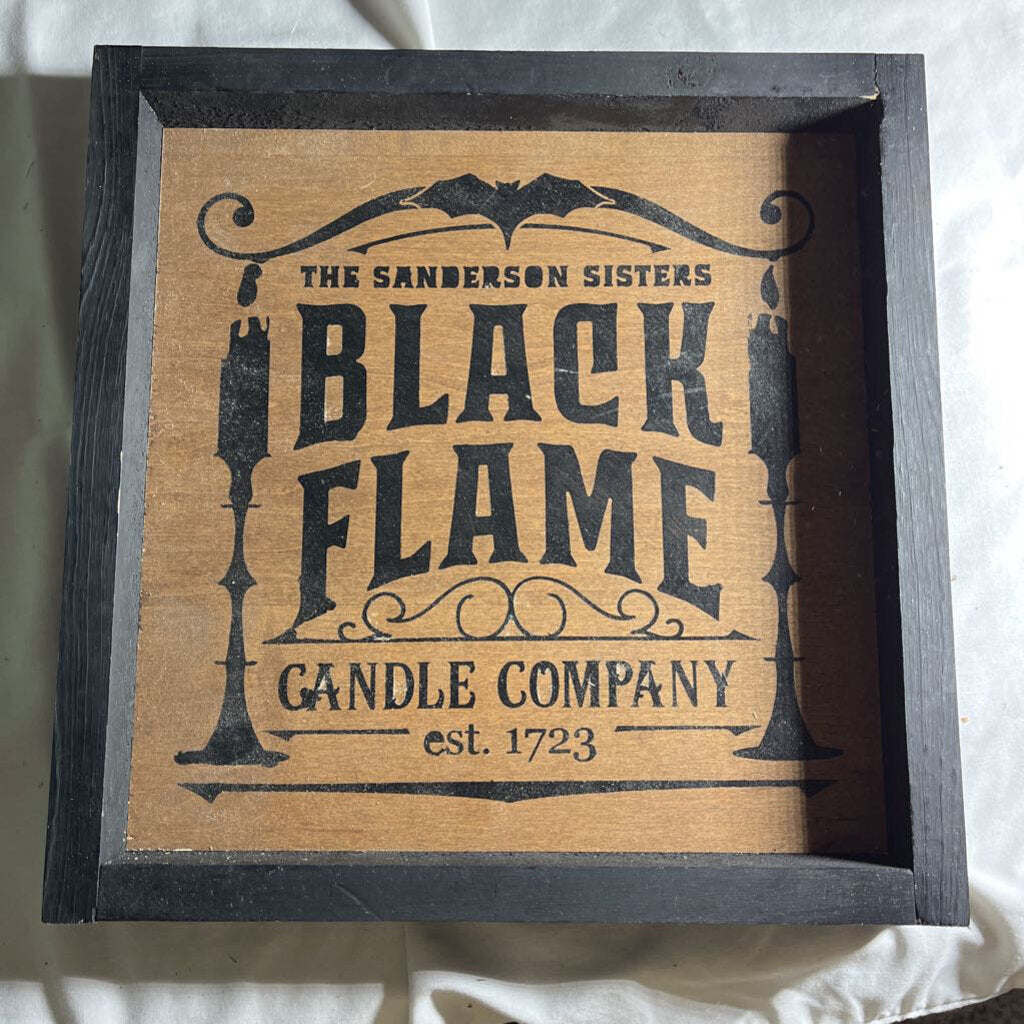 THE SANDERSON SISTERS
BLACK
FLAME
CANDLE COMPANY
est. 1723